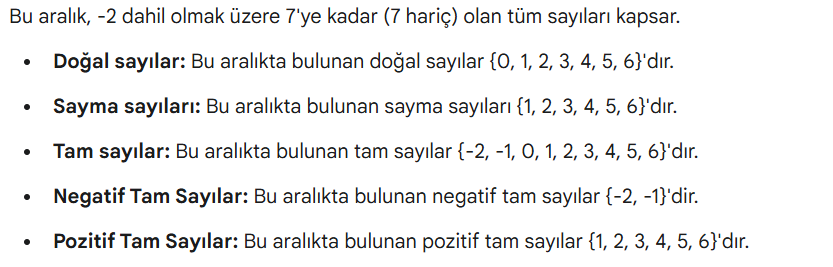 Bu aralık, -2 dahil olmak üzere 7'ye kadar (7 hariç) olan tüm sayıları kapsar.
• Doğal sayılar: Bu aralıkta bulunan doğal sayılar {0, 1, 2, 3, 4, 5, 6}'dır.
• Sayma sayıları: Bu aralıkta bulunan sayma sayıları {1, 2, 3, 4, 5, 6}'dır.
• Tam sayılar: Bu aralıkta bulunan tam sayılar {-2, -1, 0, 1, 2, 3, 4, 5, 6}'dır.
• Negatif Tam Sayılar: Bu aralıkta bulunan negatif tam sayılar {-2, -1}'dir.
• Pozitif Tam Sayılar: Bu aralıkta bulunan pozitif tam sayılar {1, 2, 3, 4, 5, 6}'dır.